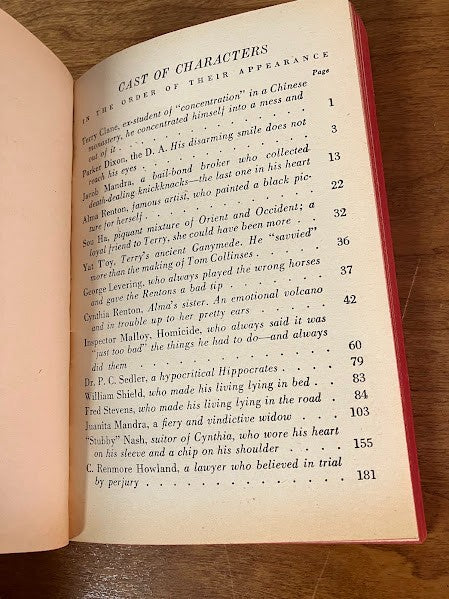 CAST OF CHARACTERS
IN THE ORDER OF THEIR APPEARANCE
Page
Terry Clane, ex-student of "concentration" in a Chinese
monastery, he concentrated himself into a mess and
out of it . . . . . . . . . . . . . . 1
Parker Dixon, the D. A. His disarming smile does not
reach his eyes . . . . . . . . . . . . 3
Jacob Mandra, a bail-bond broker who collected
death-dealing knickknacks—the last one in his heart 13
Alma Renton, famous artist, who painted a black pic-
ture for herself . . . . . . . . . . . . 22
Sou Ha, piquant mixture of Orient and Occident; a
loyal friend to Terry, she could have been more . 32
Yat T'oy, Terry's ancient Ganymede. He "savvied"
more than the making of Tom Collinses . . . . 36
George Levering, who always played the wrong horses
and gave the Rentons a bad tip . . . . . . 37
Cynthia Renton, Alma's sister. An emotional volcano
and in trouble up to her pretty ears . . . . 42
Inspector Malloy, Homicide, who always said it was
"just too bad" the things he had to do—and always
did them . . . . . . . . . . . . . . 60
Dr. P. C. Sedler, a hypocritical Hippocrates . . . . 79
William Shield, who made his living lying in bed . . 83
Fred Stevens, who made his living lying in the road . 84
Juanita Mandra, a fiery and vindictive widow . . . 103
"Stubby" Nash, suitor of Cynthia, who wore his heart
on his sleeve and a chip on his shoulder . . . . 155
C. Renmore Howland, a lawyer who believed in trial
by perjury . . . . . . . . . . . . . 181